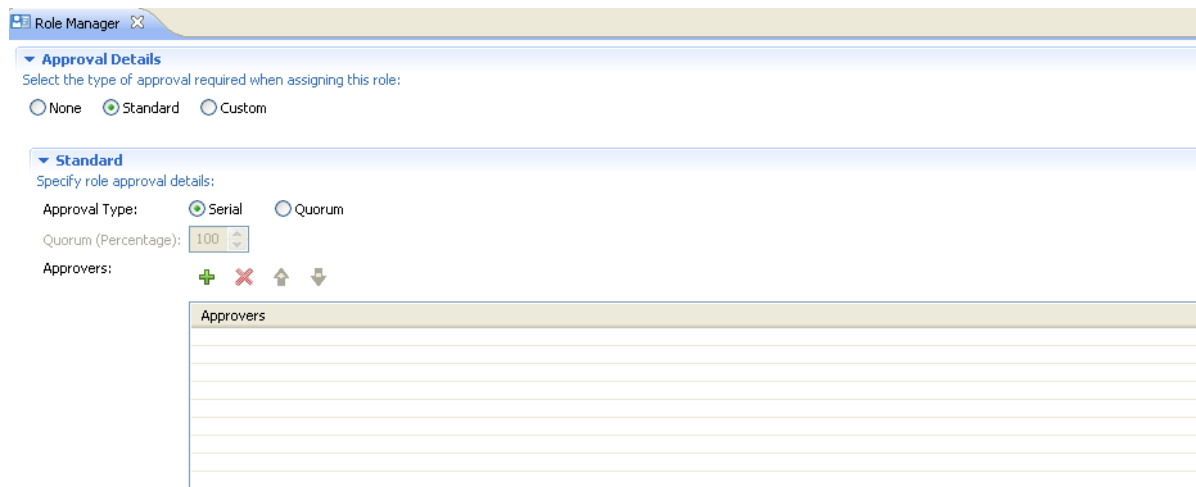 Role Manager
Approval Details
Select the type of approval required when assigning this role:
None Standard Custom
Standard
Specify role approval details:
Approval Type: Serial Quorum
Quorum (Percentage): 100
Approvers:
Approvers